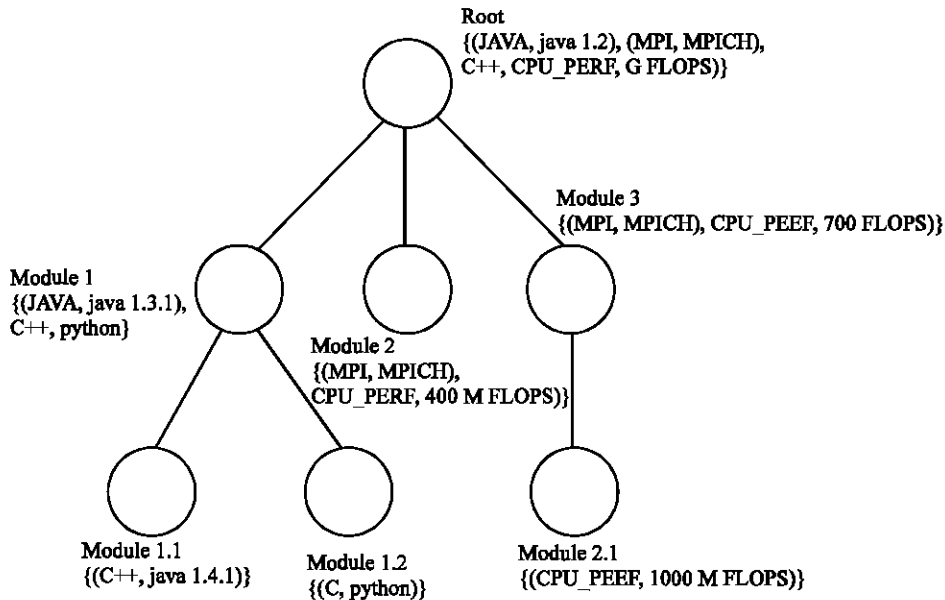 Root
{(JAVA, java 1.2), (MPI, MPICH),
C++, CPU_PERF, G FLOPS)}
Module 3
{(MPI, MPICH), CPU_PEEF, 700 FLOPS)}
Module 1
{(JAVA, java 1.3.1),
C++, python}
Module 2
{(MPI, MPICH),
CPU_PERF, 400 M FLOPS)}
Module 1.1
{(C++, java 1.4.1)}
Module 1.2
{(C, python)}
Module 2.1
{(CPU_PEEF, 1000 M FLOPS)}